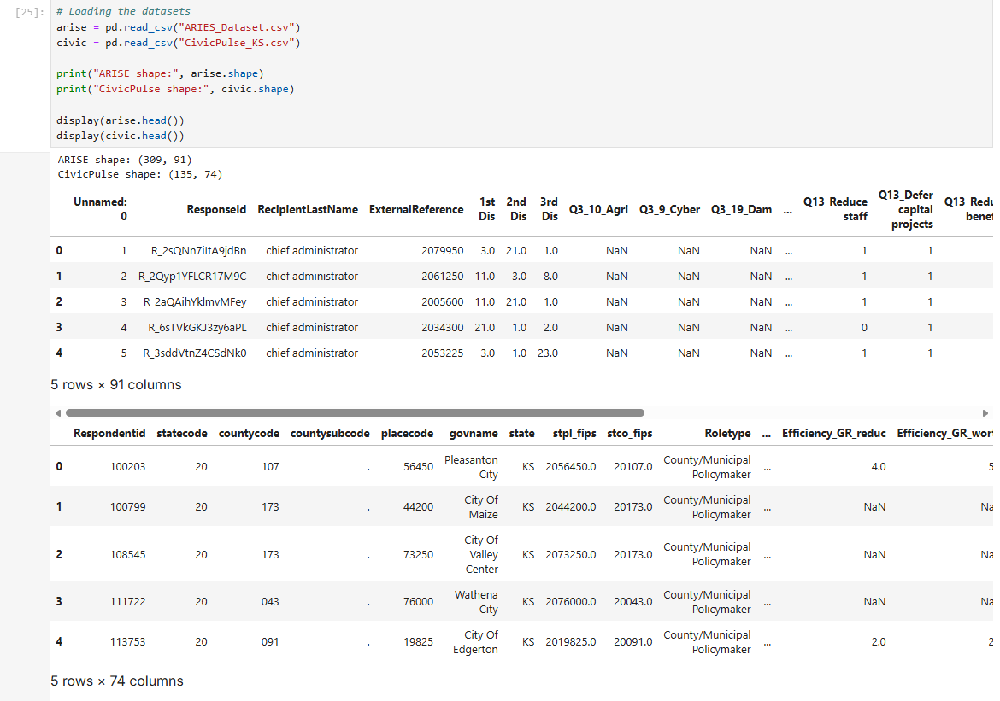 [25]:
# Loading the datasets
arise = pd.read_csv("ARIES_Dataset.csv")
civic = pd.read_csv("CivicPulse_KS.csv")
print("ARISE shape:", arise.shape)
print("CivicPulse shape:", civic.shape)
display(arise.head())
display(civic.head())
ARISE shape: (309, 91)
CivicPulse shape: (135, 74)
Unnamed: 0 ResponseId RecipientLastName ExternalReference 1st Dis 2nd Dis 3rd Dis Q3_10_Agri Q3_9_Cyber Q3_19_Dam ... Q13_Reduce staff Q13_Defer capital projects Q13_Redu benef
0 1 R_2sQNn7iItA9jdBn chief administrator 2079950 3.0 21.0 1.0 NaN NaN NaN ... 1 1
1 2 R_2Qyp1YFLCR17M9C chief administrator 2061250 11.0 3.0 8.0 NaN NaN NaN ... 1 1
2 3 R_2aQAihYklmvMFey chief administrator 2005600 11.0 21.0 1.0 NaN NaN NaN ... 1 1
3 4 R_6sTVkGKJ3zy6aPL chief administrator 2034300 21.0 1.0 2.0 NaN NaN NaN ... 0 1
4 5 R_3sddVtnZ4CSdNk0 chief administrator 2053225 3.0 1.0 23.0 NaN NaN NaN ... 1 1
5 rows × 91 columns
Respondentid statecode countycode countysubcode placecode govname state stpl_fips stco_fips Roletype ... Efficiency_GR_reduc Efficiency_GR_wor
0 100203 20 107 . 56450 Pleasanton City KS 2056450.0 20107.0 County/Municipal Policymaker ... 4.0 5
1 100799 20 173 . 44200 City Of Maize KS 2044200.0 20173.0 County/Municipal Policymaker ... NaN Na
2 108545 20 173 . 73250 City Of Valley Center KS 2073250.0 20173.0 County/Municipal Policymaker ... NaN Na
3 111722 20 043 . 76000 Wathena City KS 2076000.0 20043.0 County/Municipal Policymaker ... NaN Na
4 113753 20 091 . 19825 City Of Edgerton KS 2019825.0 20091.0 County/Municipal Policymaker ... 2.0 2
5 rows × 74 columns